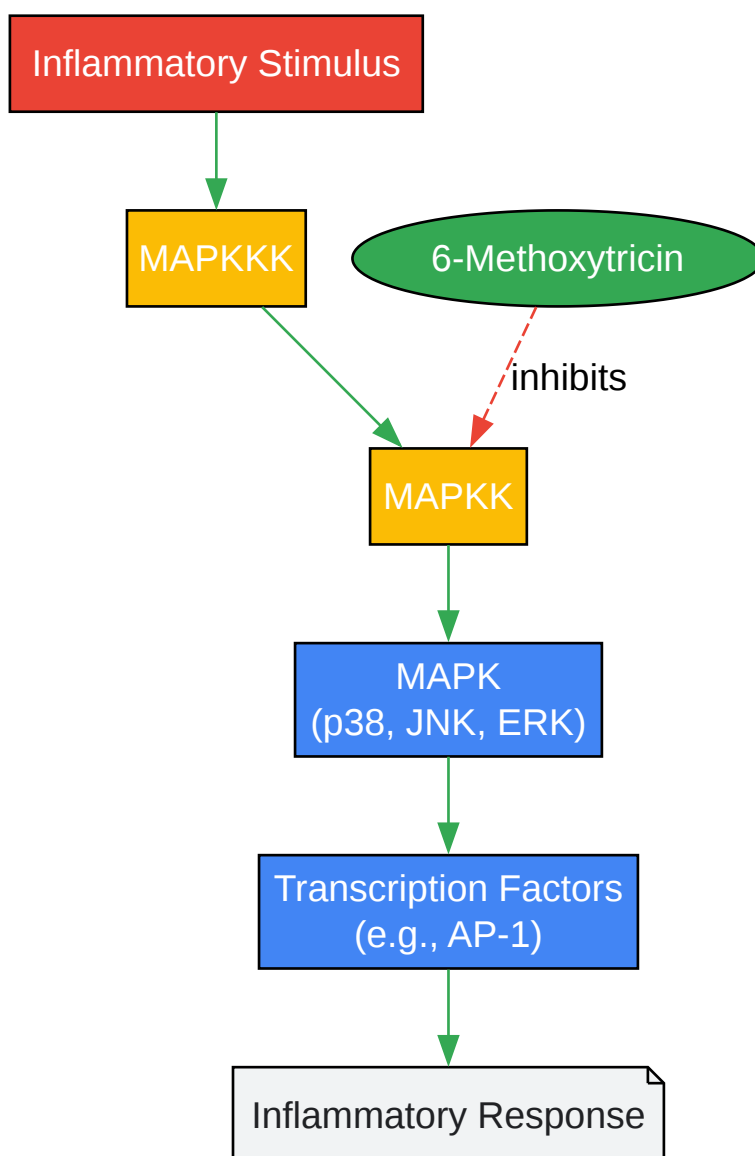 Inflammatory Stimulus
MAPKKK
6-Methoxytricin
inhibits
MAPKK
MAPK
(p38, JNK, ERK)
Transcription Factors
(e.g., AP-1)
Inflammatory Response